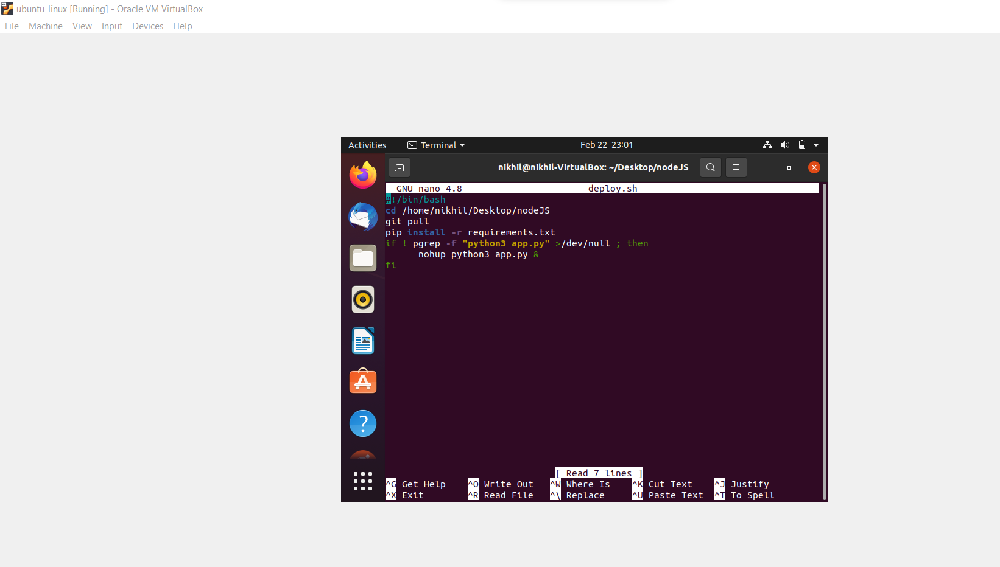 ubuntu_linux [Running] - Oracle VM VirtualBox
File Machine View Input Devices Help
Activities Terminal Feb 22 23:01
nikhil@nikhil-VirtualBox: ~/Desktop/nodeJS
GNU nano 4.8 deploy.sh
#!/bin/bash
cd /home/nikhil/Desktop/nodeJS
git pull
pip install -r requirements.txt
if ! pgrep -f "python3 app.py" >/dev/null ; then
nohup python3 app.py &
fi
[ Read 7 lines ]
^G Get Help ^O Write Out ^W Where Is ^K Cut Text ^J Justify
^X Exit ^R Read File ^\ Replace ^U Paste Text ^T To Spell